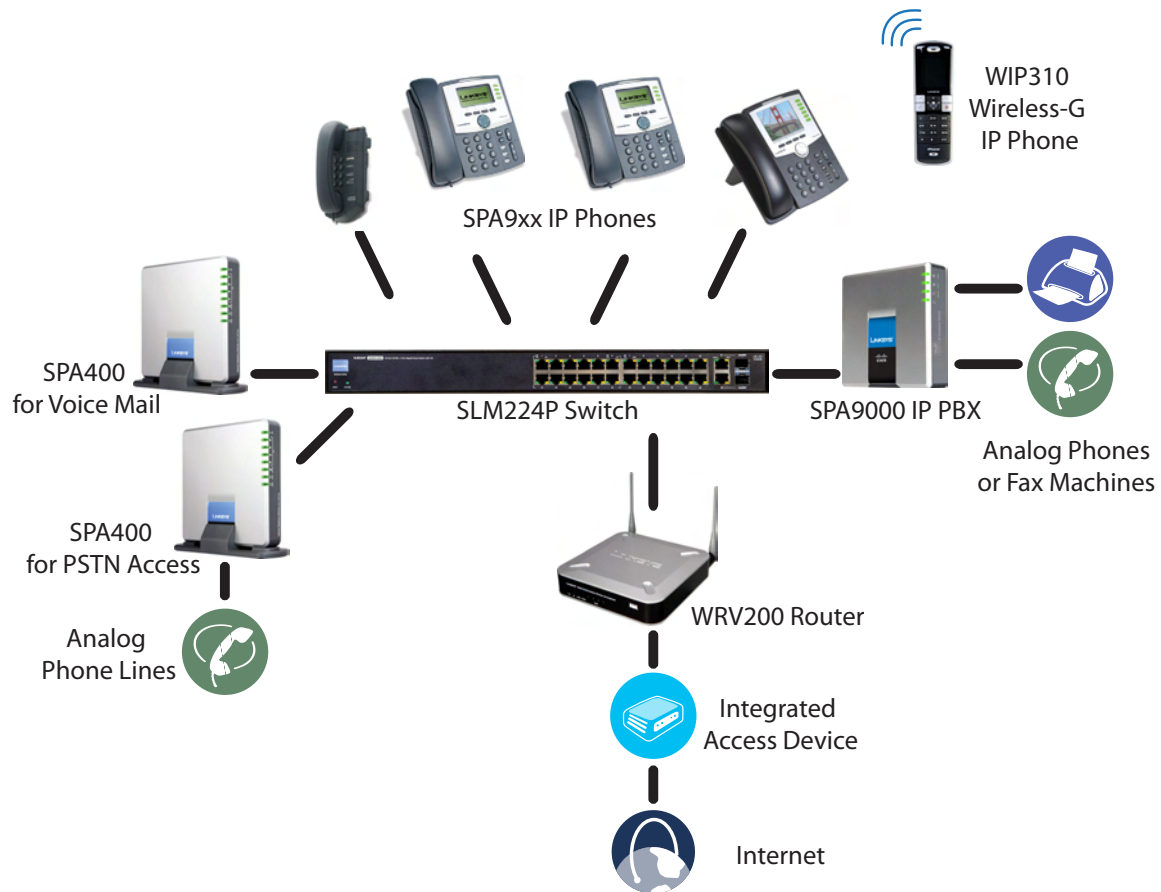 WIP310
Wireless-G
IP Phone
SPA9xx IP Phones
SPA400
for Voice Mail
SLM224P Switch
SPA9000 IP PBX
Analog Phones
or Fax Machines
SPA400
for PSTN Access
WRV200 Router
Analog
Phone Lines
Integrated
Access Device
Internet